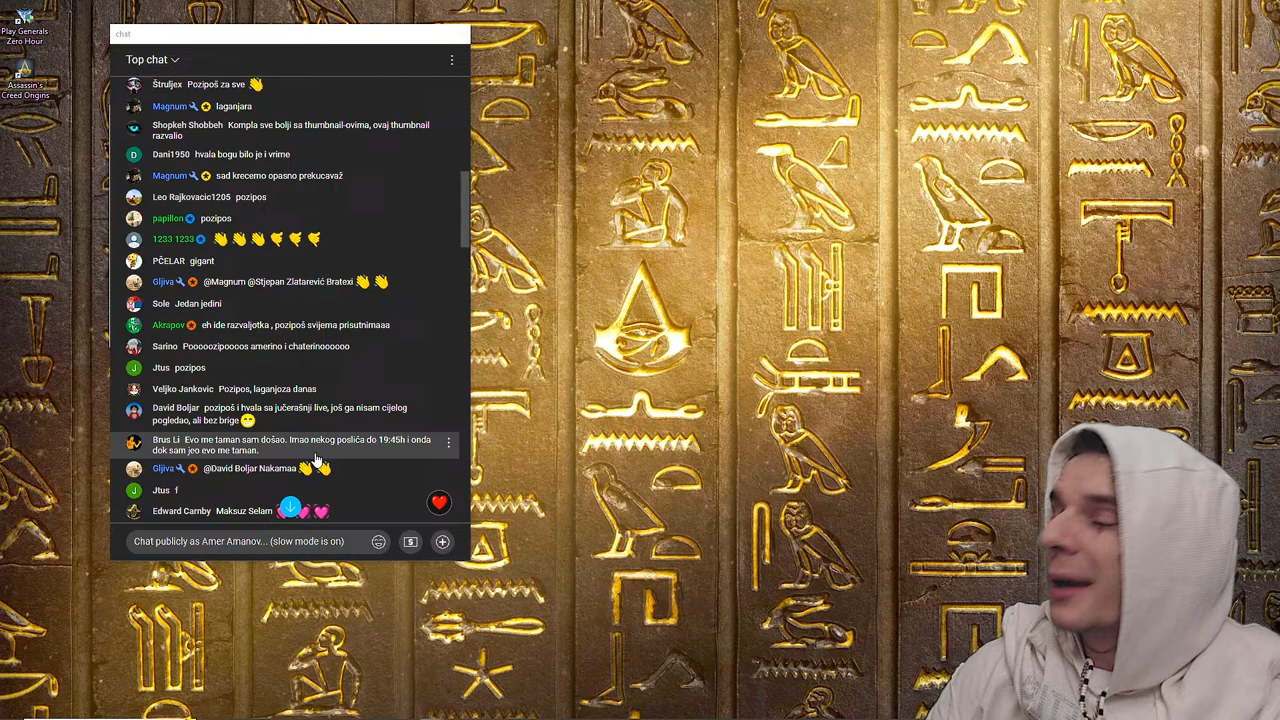 Play Generals
Zero Hour
Assassin's
Creed Origins
chat
Top chat
Štruljex Pozipoš za sve 👋
Magnum laganjara
Shopkeh Shobbeh Kompla sve bolji sa thumbnail-ovima, ovaj thumbnail
razvalio
D Dani1950 hvala bogu bilo je i vrime
Magnum sad krecemo opasno prekucavaž
Leo Rajkovacic1205 pozipos
papillon pozipos
1233 1233
PČELAR gigant
Gljiva @Magnum @Stjepan Zlatarević Bratexi 👋 👋
Sole Jedan jedini
Akrapov eh ide razvaljotka , pozipoš svijema prisutnimaaa
Sarino Pooooozipoooos amerino i chaterinoooooo
J Jtus pozipos
Veljko Jankovic Pozipos, laganjoza danas
David Boljar pozipoš i hvala sa jučerašnji live, još ga nisam cijelog
pogledao, ali bez brige 😁
Brus Li Evo me taman sam došao. Imao nekog poslića do 19:45h i onda
dok sam jeo evo me taman.
Gljiva @David Boljar Nakamaa 👋 👋
J Jtus f
Edward Carnby Maksuz Selam
Chat publicly as Amer Amanov... (slow mode is on)